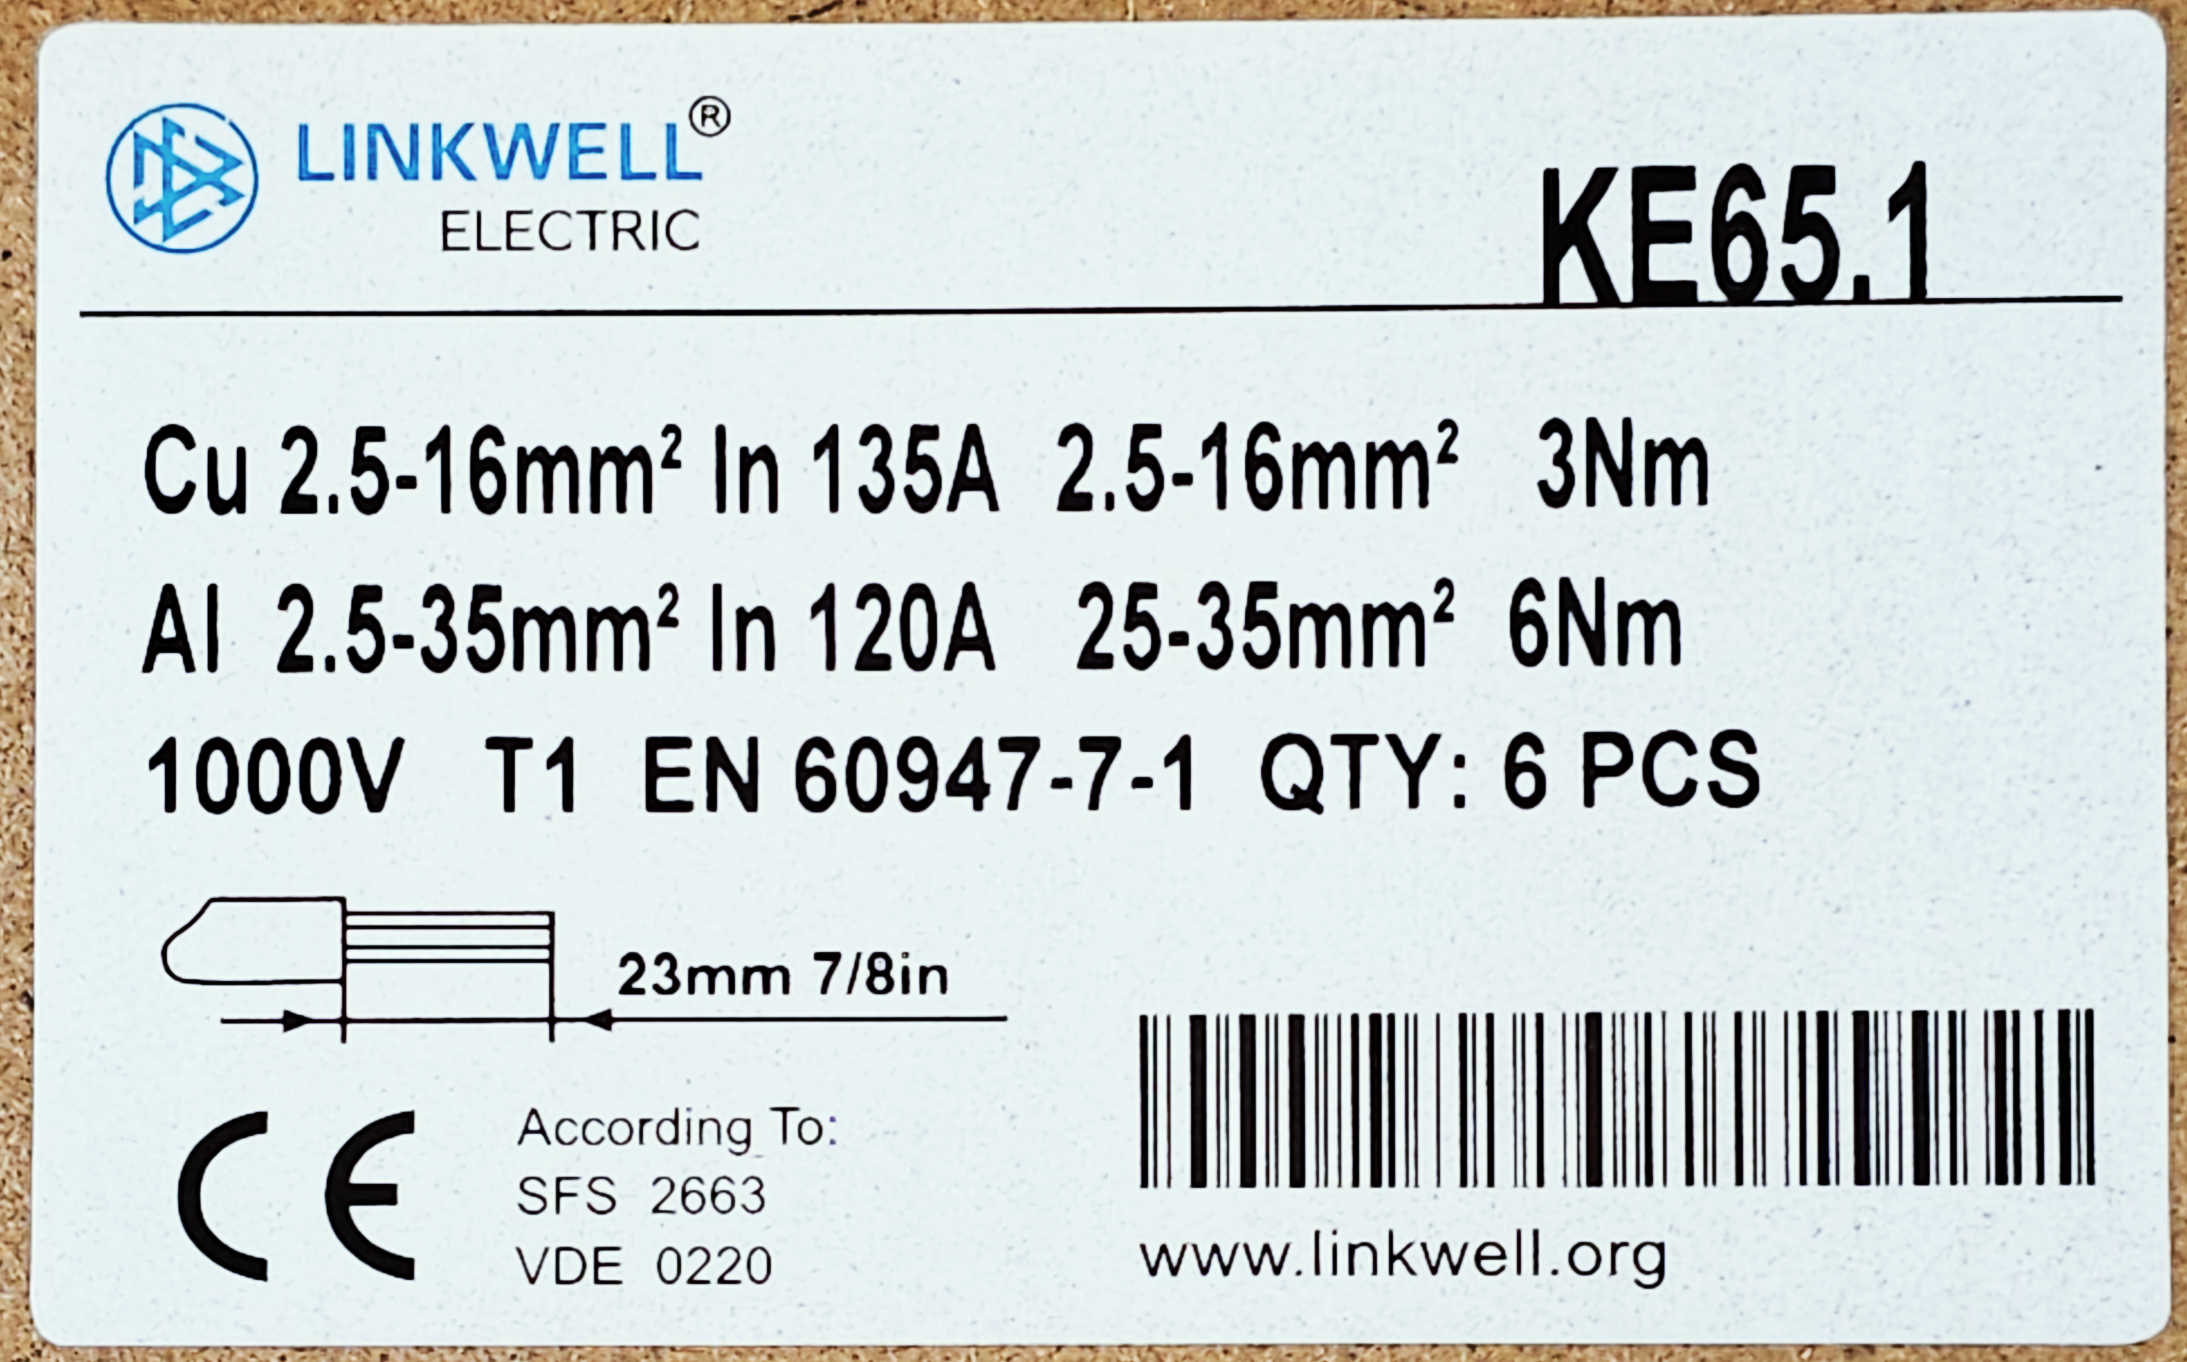 LINKWELL®
ELECTRIC
KE65.1
Cu 2.5-16mm² In 135A 2.5-16mm² 3Nm
Al 2.5-35mm² In 120A 25-35mm² 6Nm
1000V T1 EN 60947-7-1 QTY: 6 PCS
23mm 7/8in
CE
According To:
SFS 2663
VDE 0220
www.linkwell.org